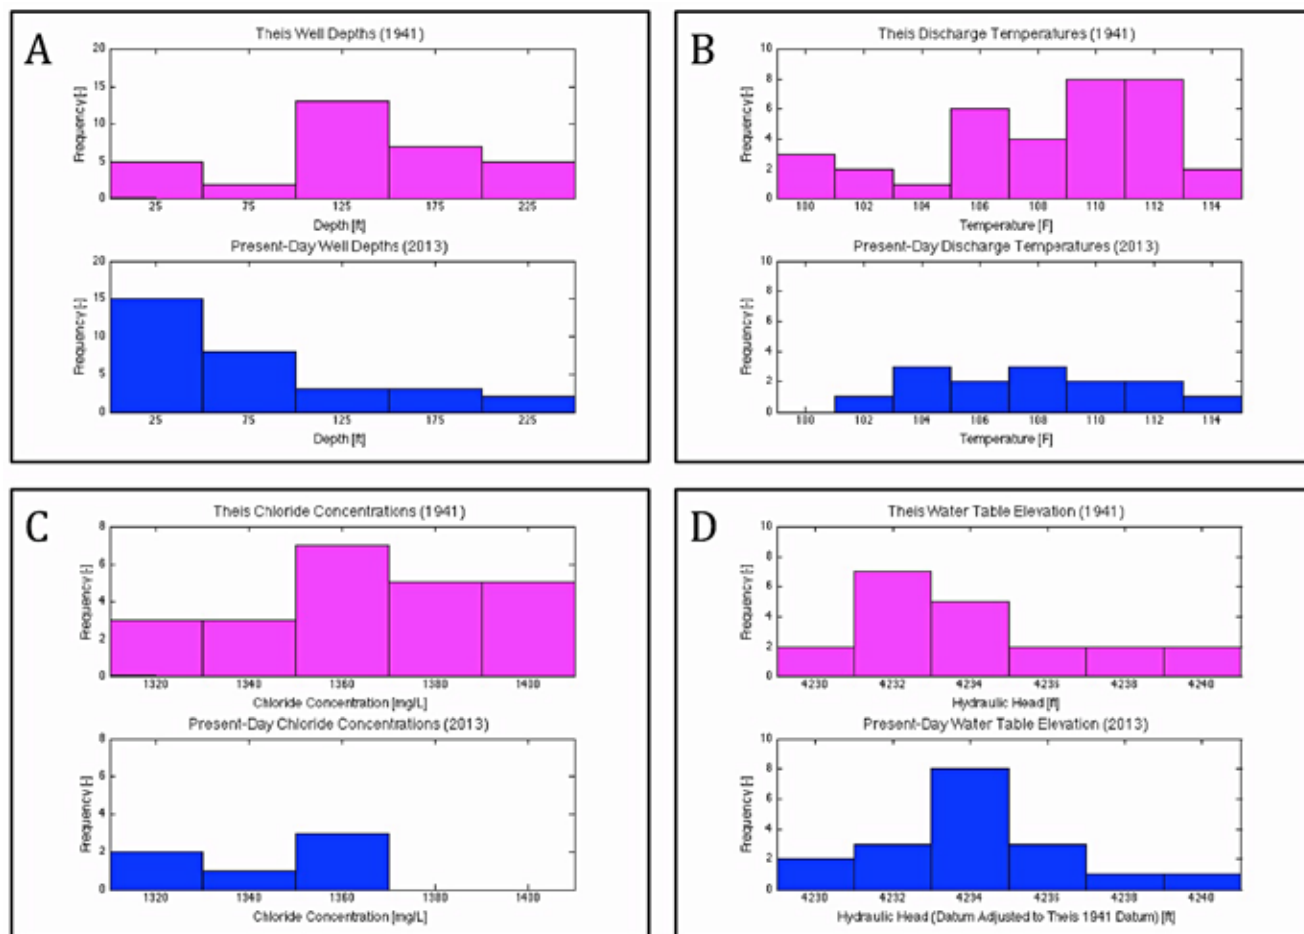 A
Theis Well Depths (1941)
20
15
10
5
0
Frequency [-]
25 75 125 175 225
Depth [ft]
Present-Day Well Depths (2013)
20
15
10
5
0
Frequency [-]
25 75 125 175 225
Depth [ft]
B
Theis Discharge Temperatures (1941)
10
8
6
4
2
0
Frequency [-]
100 102 104 106 108 110 112 114
Temperature [F]
Present-Day Discharge Temperatures (2013)
10
8
6
4
2
0
Frequency [-]
100 102 104 106 108 110 112 114
Temperature [F]
C
Theis Chloride Concentrations (1941)
8
6
4
2
0
Frequency [-]
1320 1340 1360 1380 1400
Chloride Concentration [mg/L]
Present-Day Chloride Concentrations (2013)
8
6
4
2
0
Frequency [-]
1320 1340 1360 1380 1400
Chloride Concentration [mg/L]
D
Theis Water Table Elevation (1941)
10
8
6
4
2
0
Frequency [-]
4230 4232 4234 4236 4238 4240
Hydraulic Head [ft]
Present-Day Water Table Elevation (2013)
10
8
6
4
2
0
Frequency [-]
4230 4232 4234 4236 4238 4240
Hydraulic Head (Datum Adjusted to Theis 1941 Datum) [ft]